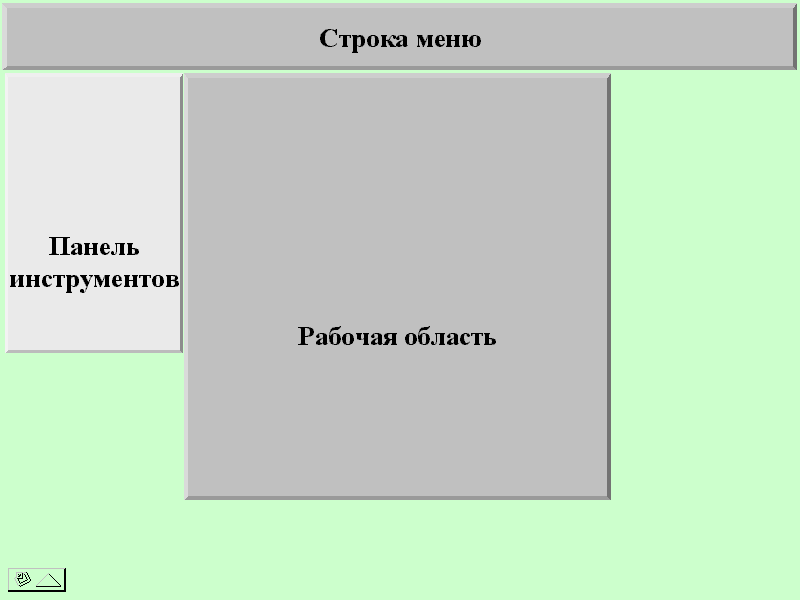 Строка меню
Панель
инструментов
Рабочая область